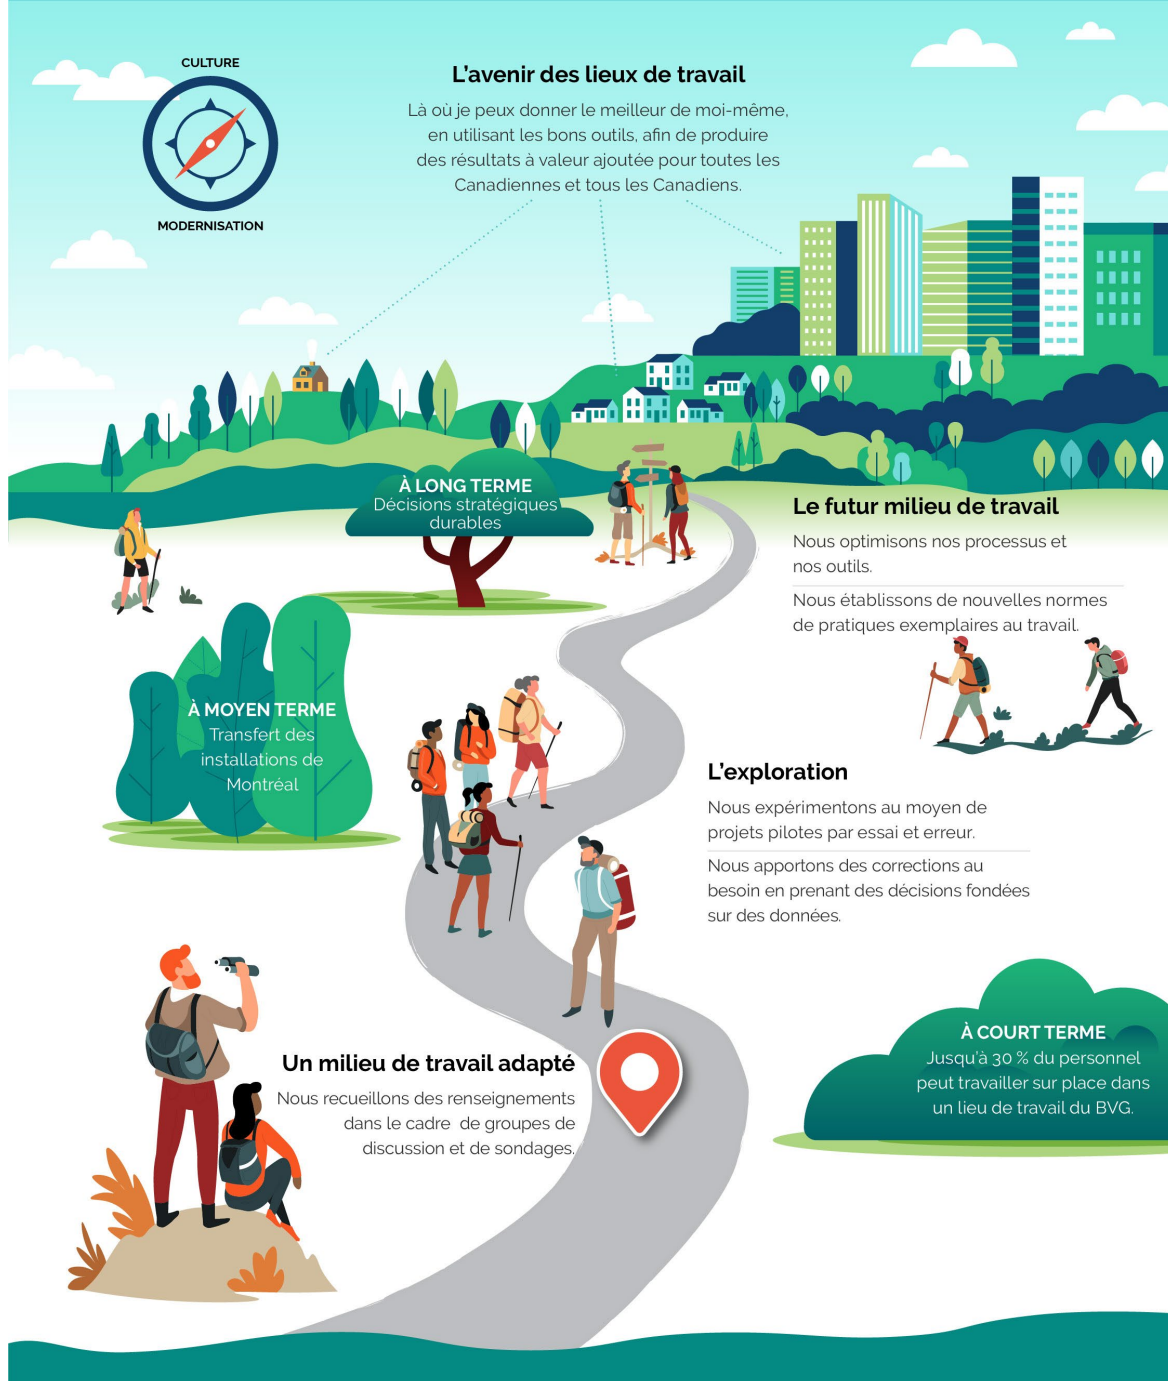 CULTURE
MODERNISATION
L'avenir des lieux de travail
Là où je peux donner le meilleur de moi-même,
en utilisant les bons outils, afin de produire
des résultats à valeur ajoutée pour toutes les
Canadiennes et tous les Canadiens.
À LONG TERME
Décisions stratégiques
durables
Le futur milieu de travail
Nous optimisons nos processus et
nos outils.
Nous établissons de nouvelles normes
de pratiques exemplaires au travail.
À MOYEN TERME
Transfert des
installations de
Montréal
L'exploration
Nous expérimentons au moyen de
projets pilotes par essai et erreur.
Nous apportons des corrections au
besoin en prenant des décisions fondées
sur des données.
À COURT TERME
Jusqu'à 30 % du personnel
peut travailler sur place dans
un lieu de travail du BVG.
Un milieu de travail adapté
Nous recueillons des renseignements
dans le cadre de groupes de
discussion et de sondages.